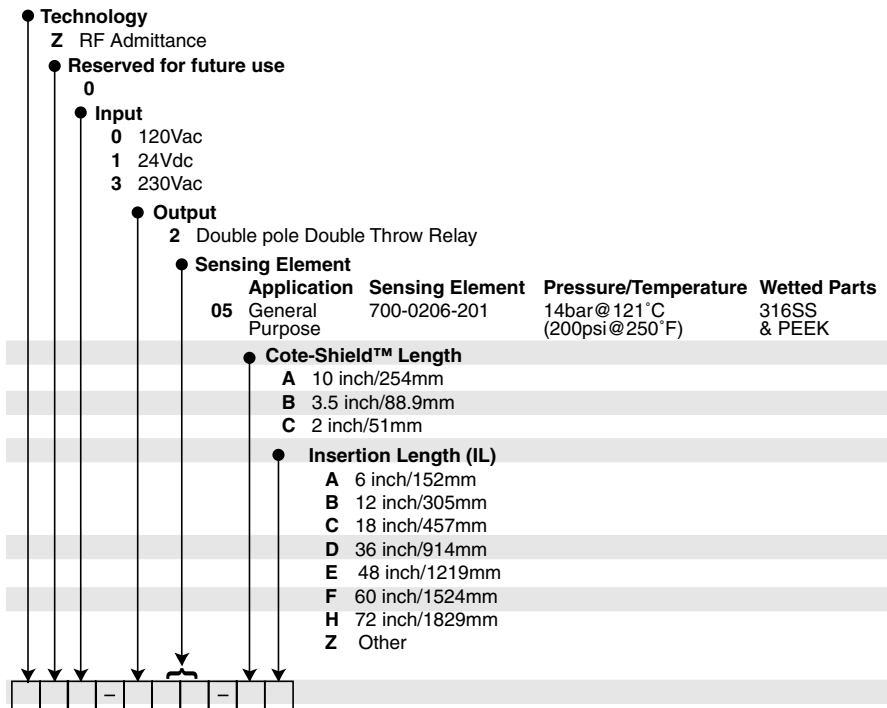 Technology
Z RF Admittance
Reserved for future use
0
Input
0 120Vac
1 24Vdc
3 230Vac
Output
2 Double pole Double Throw Relay
Sensing Element
Application Sensing Element Pressure/Temperature Wetted Parts
05 General 700-0206-201 14bar@121˚C 316SS
Purpose (200psi@250˚F) & PEEK
Cote-Shield™ Length
A 10 inch/254mm
B 3.5 inch/88.9mm
C 2 inch/51mm
Insertion Length (IL)
A 6 inch/152mm
B 12 inch/305mm
C 18 inch/457mm
D 36 inch/914mm
E 48 inch/1219mm
F 60 inch/1524mm
H 72 inch/1829mm
Z Other
– –